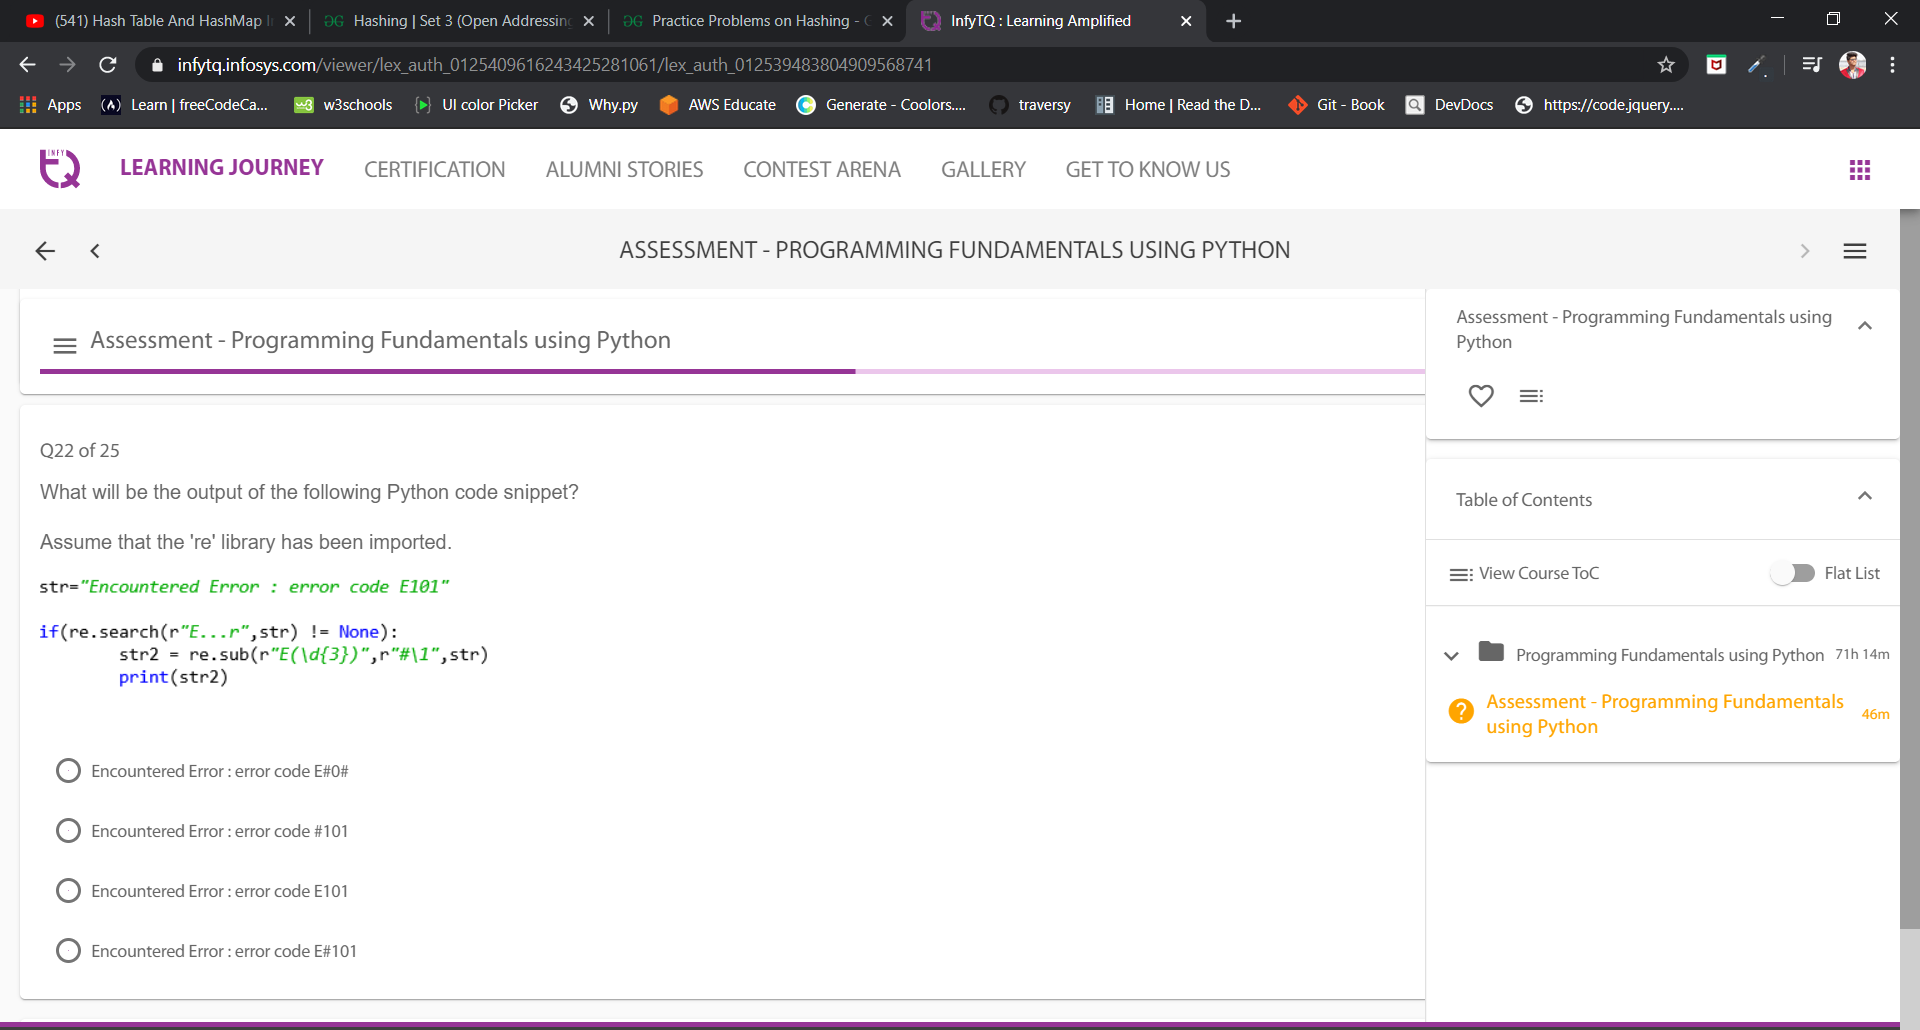 (541) Hash Table And HashMap I
Hashing | Set 3 (Open Addressing
Practice Problems on Hashing -
InfyTQ : Learning Amplified
infytq.infosys.com/viewer/lex_auth_0125409616243425281061/lex_auth_012539483804909568741
Apps
Learn | freeCodeCa...
w3schools
UI color Picker
Why.py
AWS Educate
Generate - Coolors....
traversy
Home | Read the D...
Git - Book
DevDocs
https://code.jquery....
INFY TQ
LEARNING JOURNEY
CERTIFICATION
ALUMNI STORIES
CONTEST ARENA
GALLERY
GET TO KNOW US
ASSESSMENT - PROGRAMMING FUNDAMENTALS USING PYTHON
Assessment - Programming Fundamentals using Python
Q22 of 25
What will be the output of the following Python code snippet?
Assume that the 're' library has been imported.
str="Encountered Error : error code E101"
if(re.search(r"E...r",str) != None):
str2 = re.sub(r"E(\d{3})",r"#\1",str)
print(str2)
Encountered Error : error code E#0#
Encountered Error : error code #101
Encountered Error : error code E101
Encountered Error : error code E#101
Assessment - Programming Fundamentals using
Python
Table of Contents
View Course ToC
Flat List
Programming Fundamentals using Python 71h 14m
Assessment - Programming Fundamentals
using Python
46m